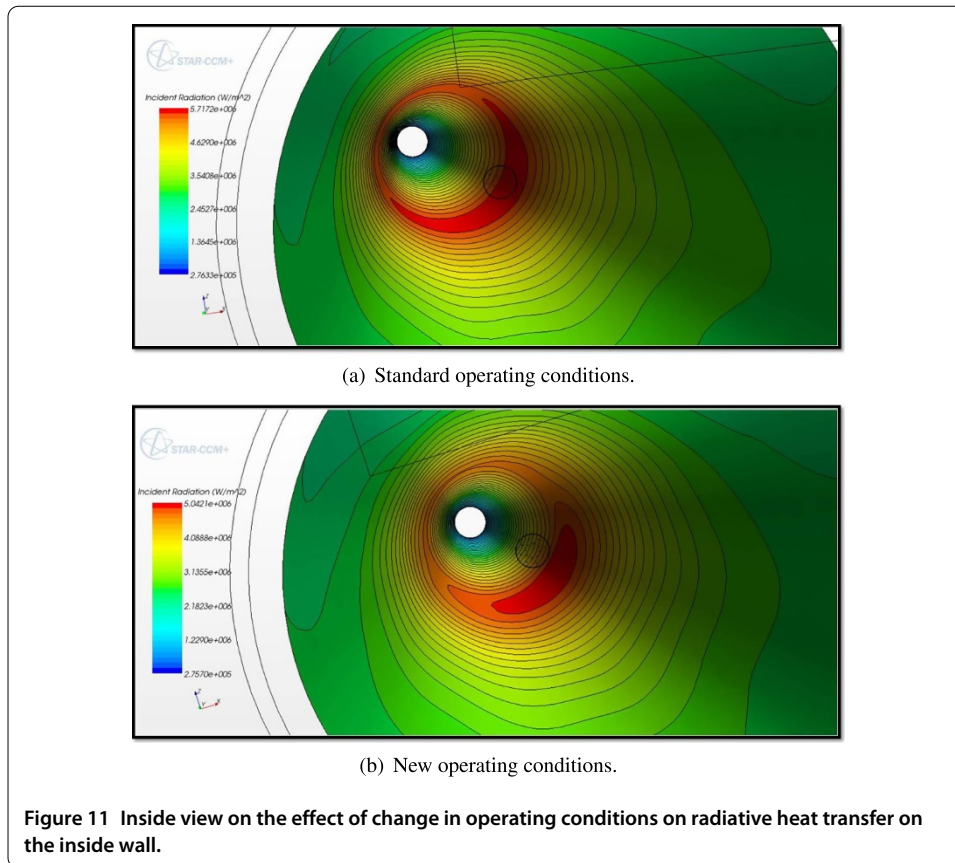 STAR-CCM+
Incident Radiation (W/m^2)
5.7172e+006
4.6290e+006
3.5408e+006
2.4527e+006
1.3645e+006
2.7633e+005
Z
Y
X
(a) Standard operating conditions.
STAR-CCM+
Incident Radiation (W/m^2)
5.0421e+006
4.0888e+006
3.1355e+006
2.1823e+006
1.2290e+006
2.7570e+005
Z
Y
X
(b) New operating conditions.
Figure 11 Inside view on the effect of change in operating conditions on radiative heat transfer on
the inside wall.